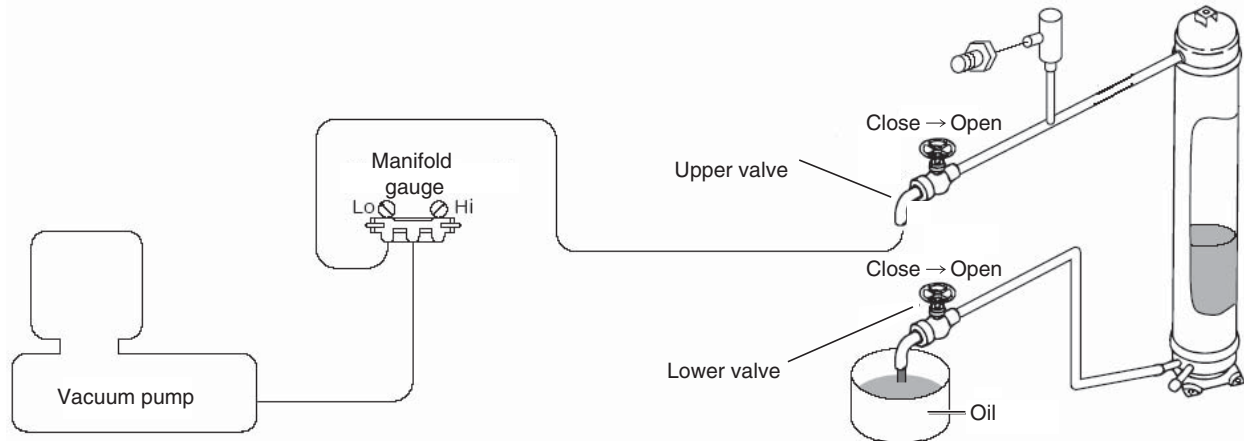 Close → Open
Upper valve
Manifold
gauge
Lo Hi
Close → Open
Vacuum pump
Lower valve
Oil